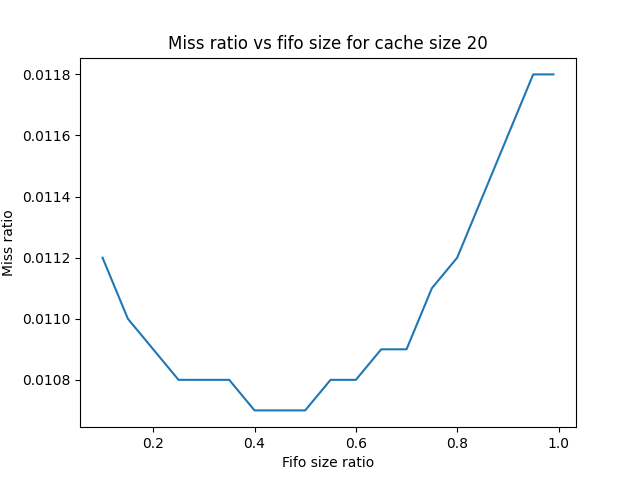 Miss ratio vs fifo size for cache size 20
0.0118
0.0116
0.0114
0.0112
0.0110
0.0108
Miss ratio
0.2 0.4 0.6 0.8 1.0
Fifo size ratio